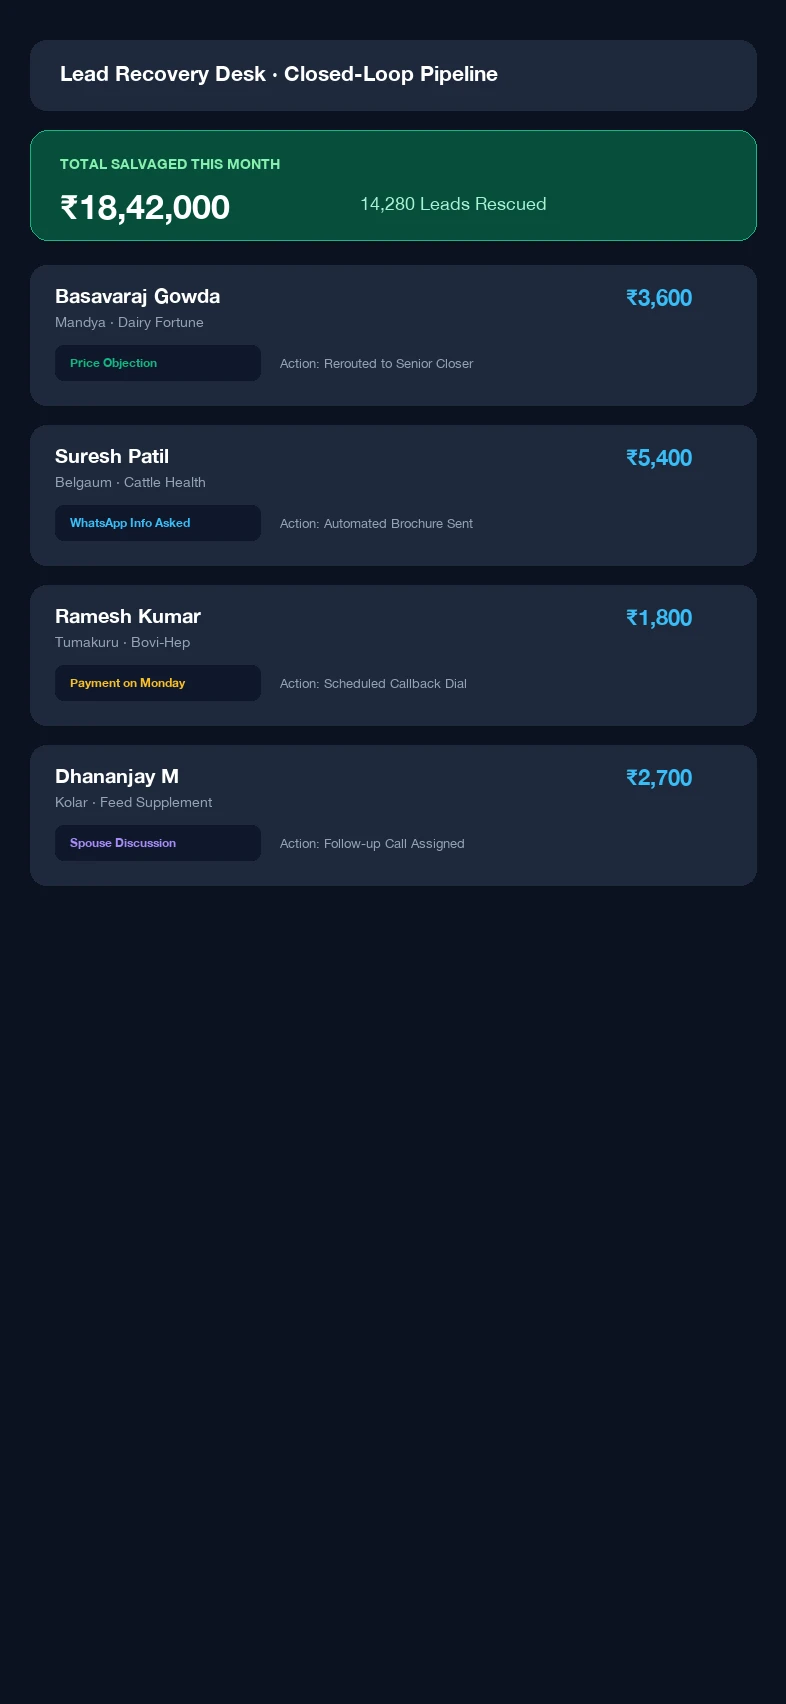 Lead Recovery Desk · Closed-Loop Pipeline
TOTAL SALVAGED THIS MONTH
₹18,42,000
14,280 Leads Rescued
Basavaraj Gowda
₹3,600
Mandya · Dairy Fortune
Price Objection
Action: Rerouted to Senior Closer
Suresh Patil
₹5,400
Belgaum · Cattle Health
WhatsApp Info Asked
Action: Automated Brochure Sent
Ramesh Kumar
₹1,800
Tumakuru · Bovi-Hep
Payment on Monday
Action: Scheduled Callback Dial
Dhananjay M
₹2,700
Kolar · Feed Supplement
Spouse Discussion
Action: Follow-up Call Assigned